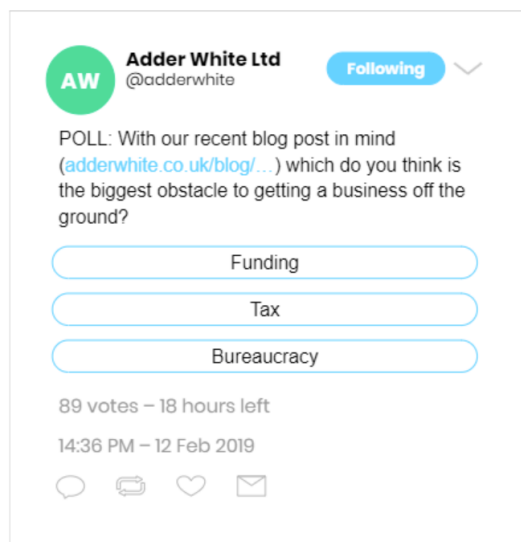 AW
Adder White Ltd
@adderwhite
Following
POLL: With our recent blog post in mind
(adderwhite.co.uk/blog/...) which do you think is
the biggest obstacle to getting a business off the
ground?
Funding
Tax
Bureaucracy
89 votes – 18 hours left
14:36 PM – 12 Feb 2019